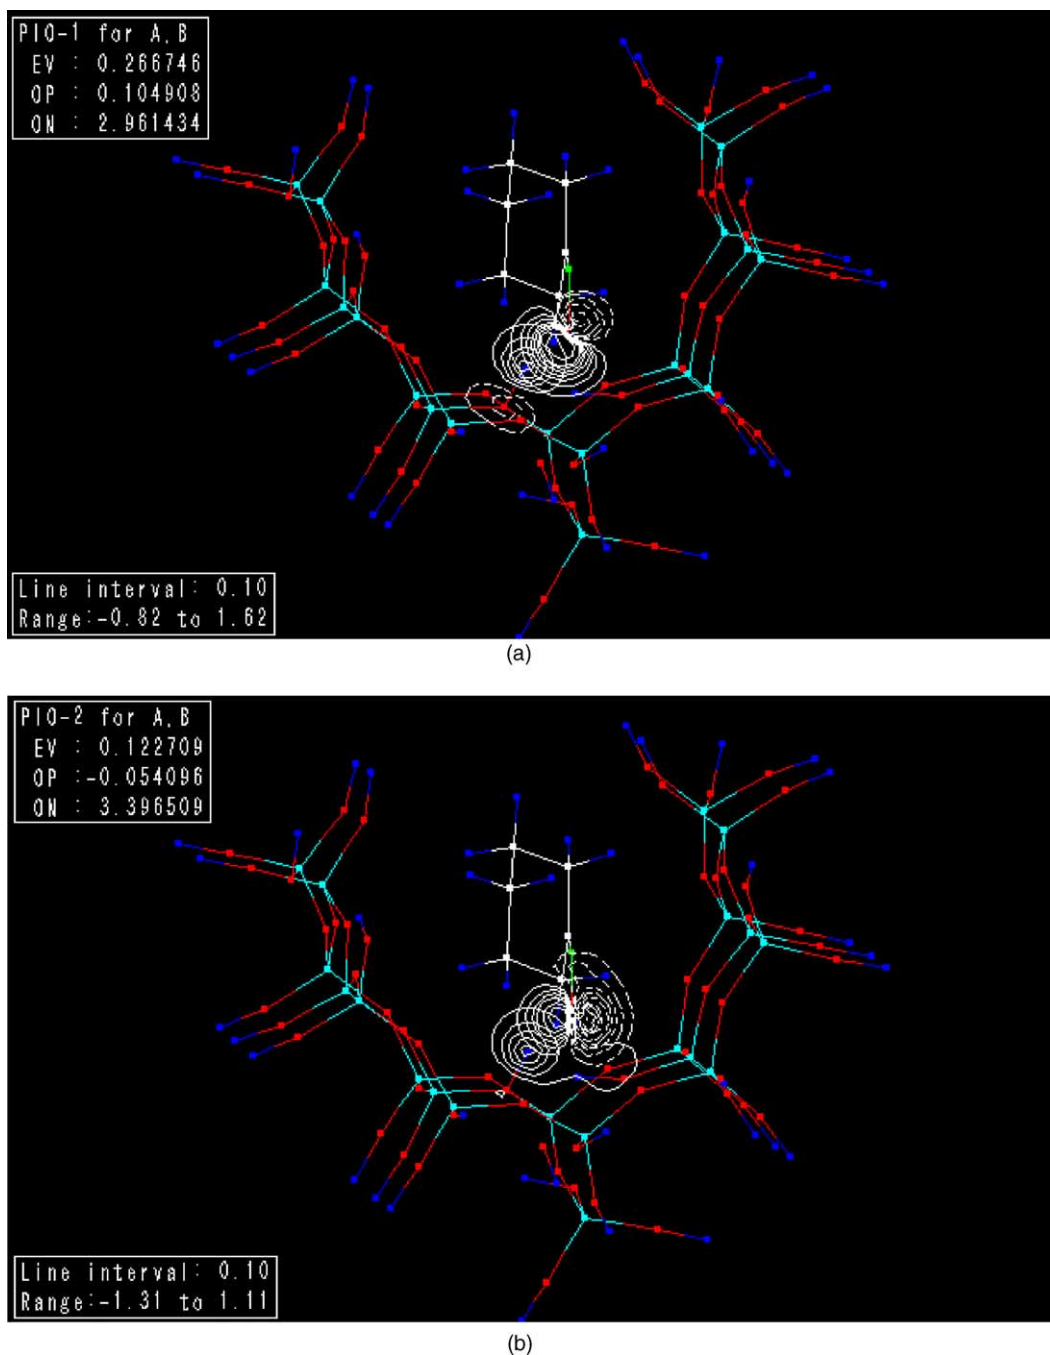 PIO-1 for A,B
EV : 0.266746
OP : 0.104908
ON : 2.961434
Line interval: 0.10
Range:-0.82 to 1.62
(a)
PIO-2 for A,B
EV : 0.122709
OP :-0.054096
ON : 3.396509
Line interval: 0.10
Range:-1.31 to 1.11
(b)